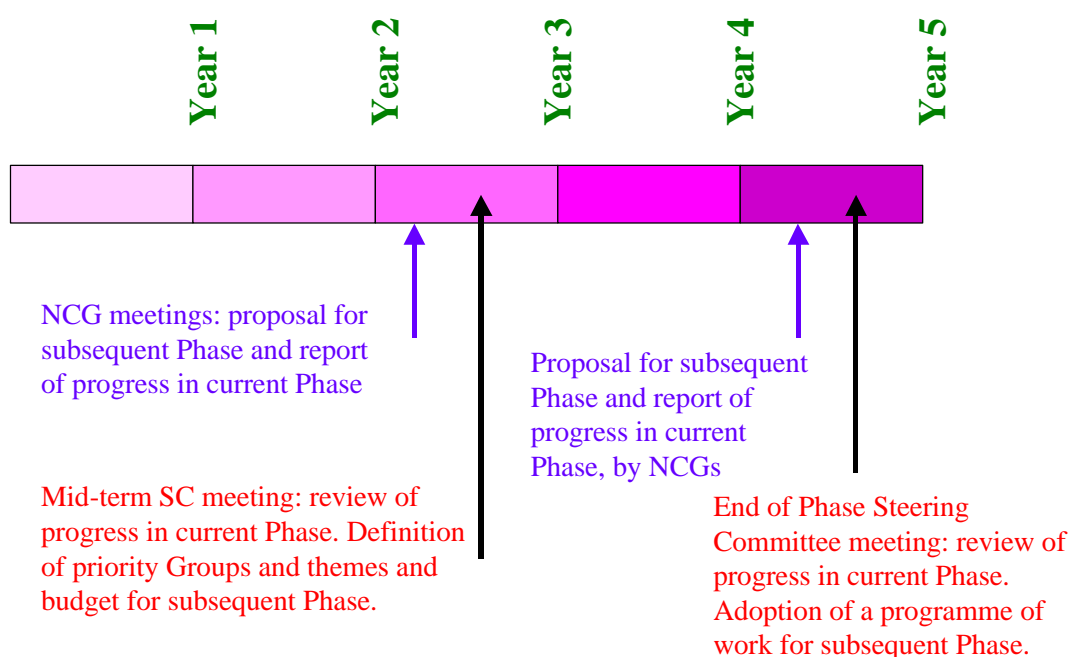 Year 1
Year 2
Year 3
Year 4
Year 5
NCG meetings: proposal for
subsequent Phase and report
of progress in current Phase
Proposal for subsequent
Phase and report of
progress in current
Phase, by NCGs
Mid-term SC meeting: review of
progress in current Phase. Definition
of priority Groups and themes and
budget for subsequent Phase.
End of Phase Steering
Committee meeting: review of
progress in current Phase.
Adoption of a programme of
work for subsequent Phase.